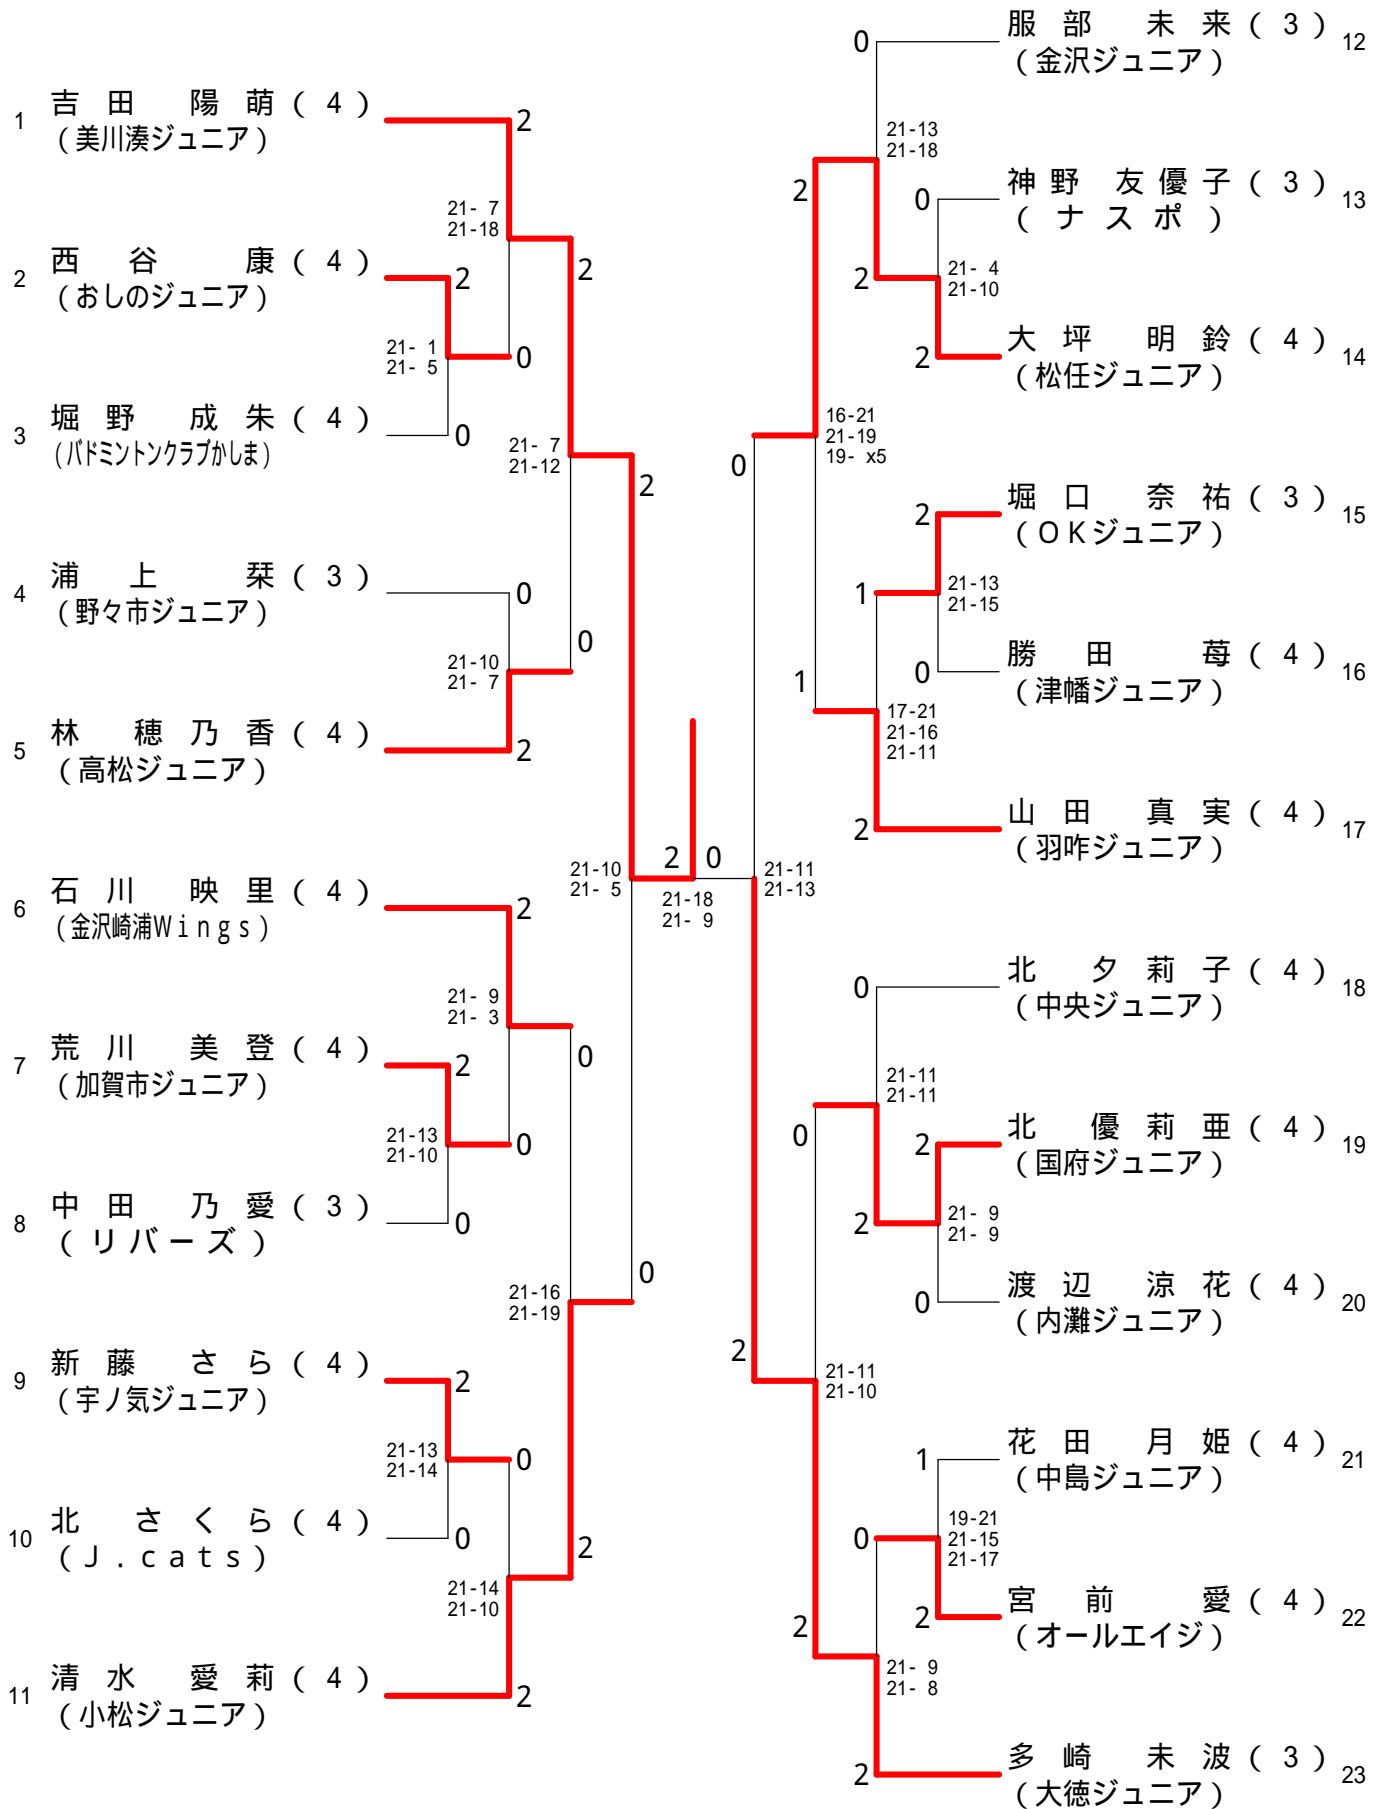 1 吉田 陽萌(4)
(美川湊ジュニア)
2 西谷 康(4)
(おしのジュニア)
3 堀野 成朱(4)
(バドミントンクラブかしま)
4 浦上 栞(3)
(野々市ジュニア)
5 林 穂乃香(4)
(高松ジュニア)
6 石川 映里(4)
(金沢崎浦Wings)
7 荒川 美登(4)
(加賀市ジュニア)
8 中田 乃愛(3)
(リバーズ)
9 新藤 さら(4)
(宇ノ気ジュニア)
10 北 さくら(4)
(J.cats)
11 清水 愛莉(4)
(小松ジュニア)
2
21- 7
21-18
2
2
21- 1
21- 5
0
0
21- 7
21-12
2
0
0
21-10
21- 7
2
2
21- 9
21- 3
0
2
21-13
21-10
0
0
21-16
21-19
0
2
21-13
21-14
0
0
2
21-14
21-10
2
21-10
21- 5
2
0
21-18
21- 9
21-11
21-13
0
2
0
21-13
21-18
2
0
2
21- 4
21-10
2
16-21
21-19
19- x5
2
1
21-13
21-15
0
1
17-21
21-16
21-11
2
0
21-11
21-11
0
2
2
21- 9
21- 9
0
21-11
21-10
1
0
19-21
21-15
21-17
2
2
21- 9
21- 8
2
服部 未来(3) 12
(金沢ジュニア)
神野 友優子(3) 13
(ナスポ)
大坪 明鈴(4) 14
(松任ジュニア)
堀口 奈祐(3) 15
(OKジュニア)
勝田 苺(4) 16
(津幡ジュニア)
山田 真実(4) 17
(羽咋ジュニア)
北 夕莉子(4) 18
(中央ジュニア)
北 優莉亜(4) 19
(国府ジュニア)
渡辺 涼花(4) 20
(内灘ジュニア)
花田 月姫(4) 21
(中島ジュニア)
宮前 愛(4) 22
(オールエイジ)
多崎 未波(3) 23
(大徳ジュニア)